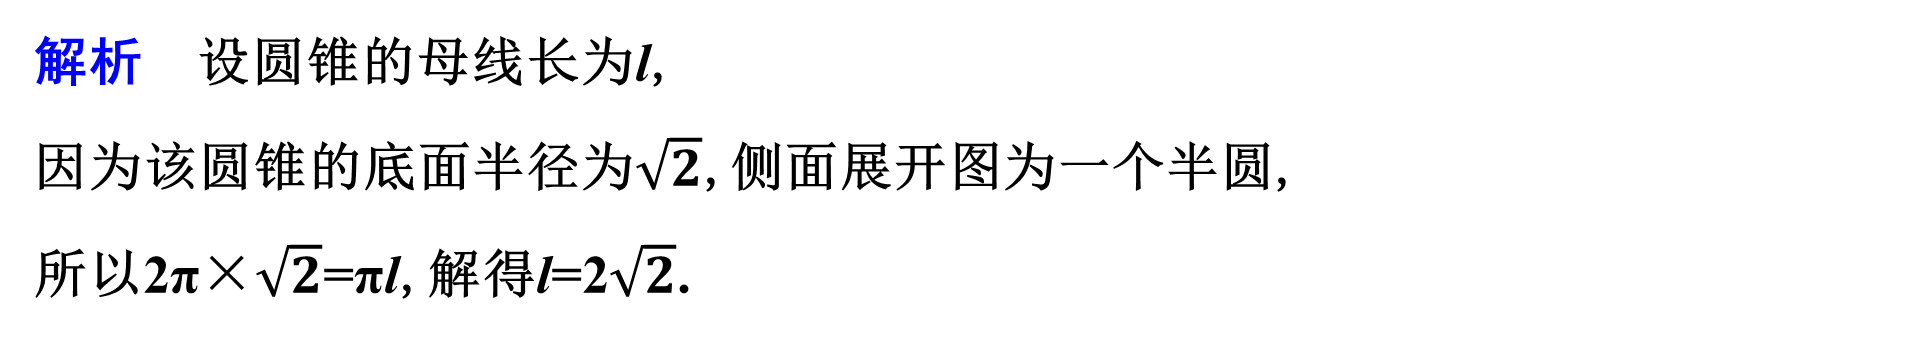 解析 设圆锥的母线长为l,
因为该圆锥的底面半径为√2, 侧面展开图为一个半圆,
所以2π×√2=πl, 解得l=2√2.